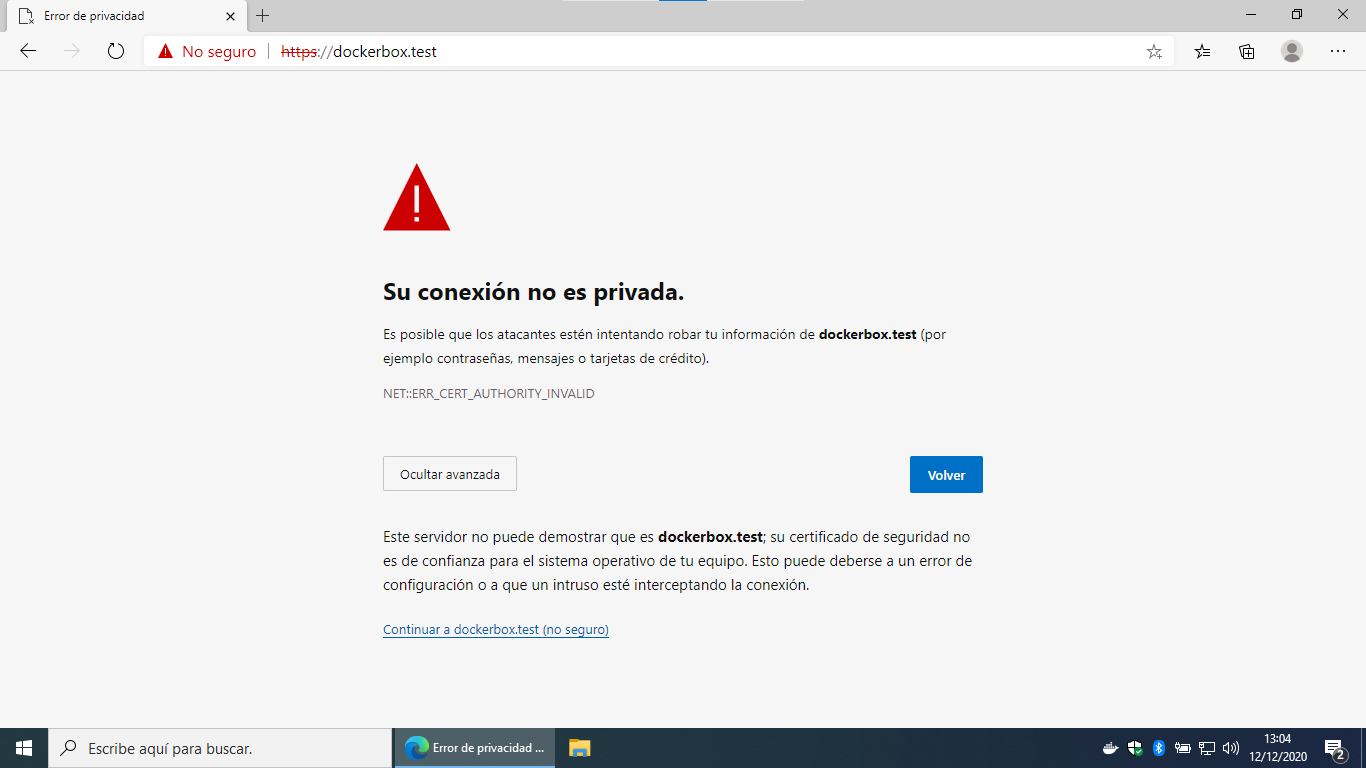 Error de privacidad
No seguro
https://dockerbox.test
Su conexión no es privada.
Es posible que los atacantes estén intentando robar tu información de dockerbox.test (por
ejemplo contraseñas, mensajes o tarjetas de crédito).
NET::ERR_CERT_AUTHORITY_INVALID
Ocultar avanzada
Volver
Este servidor no puede demostrar que es dockerbox.test; su certificado de seguridad no
es de confianza para el sistema operativo de tu equipo. Esto puede deberse a un error de
configuración o a que un intruso esté interceptando la conexión.
Continuar a dockerbox.test (no seguro)
Escribe aquí para buscar.
Error de privacidad ...
13:04
12/12/2020
2